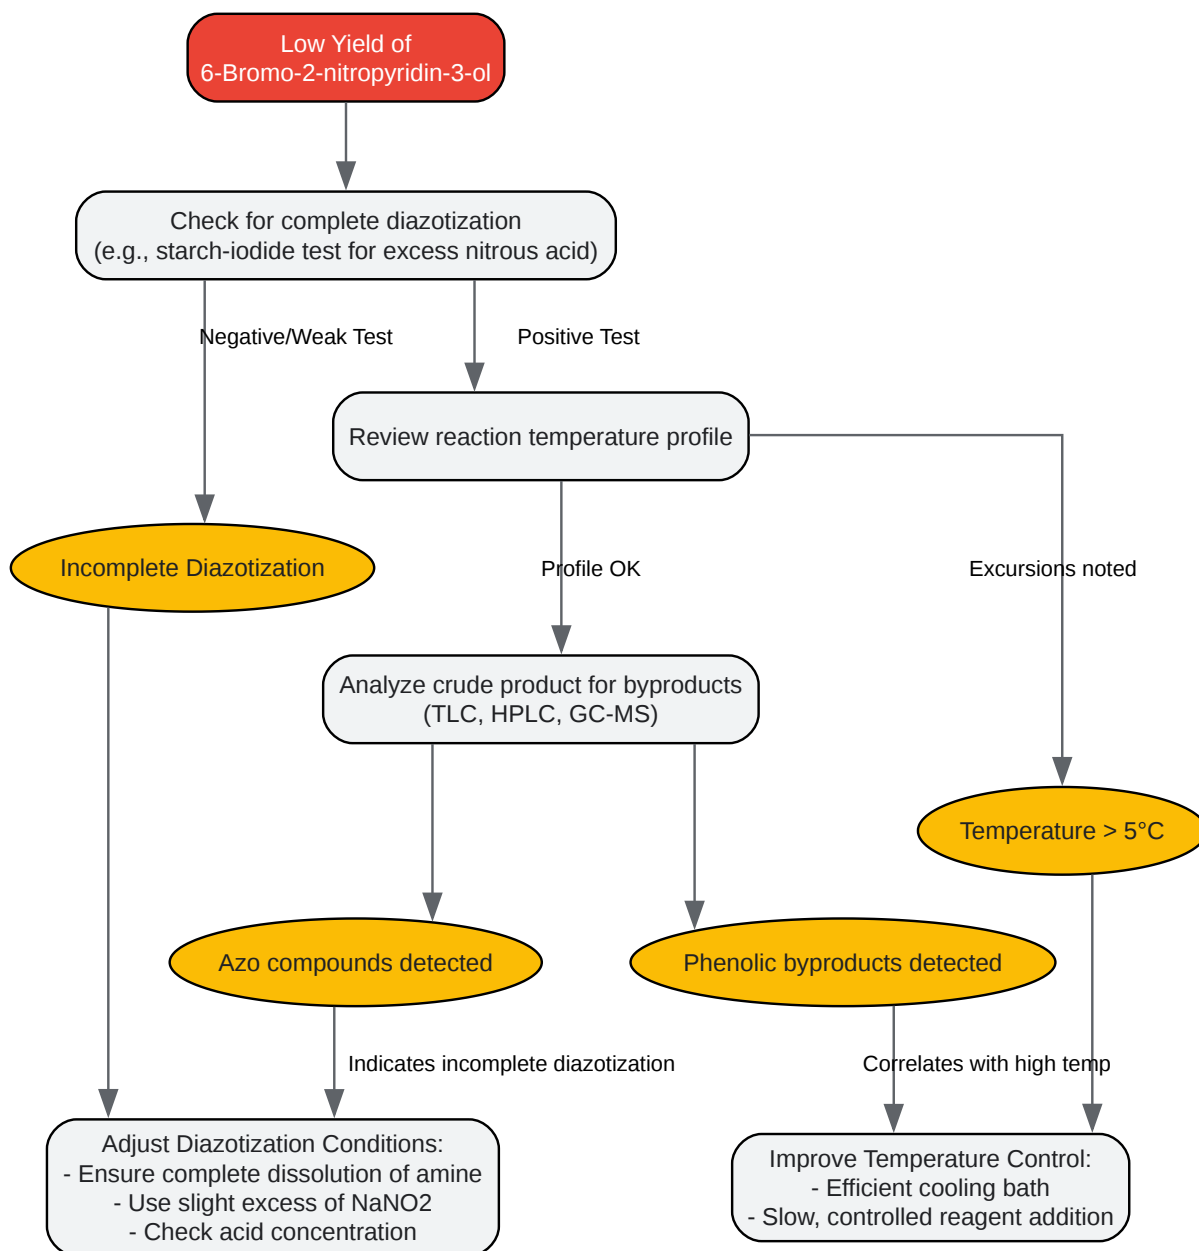 Low Yield of
6-Bromo-2-nitropyridin-3-ol
Check for complete diazotization
(e.g., starch-iodide test for excess nitrous acid)
Negative/Weak Test
Positive Test
Review reaction temperature profile
Incomplete Diazotization
Profile OK
Excursions noted
Analyze crude product for byproducts
(TLC, HPLC, GC-MS)
Temperature > 5°C
Azo compounds detected
Phenolic byproducts detected
Indicates incomplete diazotization
Correlates with high temp
Adjust Diazotization Conditions:
- Ensure complete dissolution of amine
- Use slight excess of NaNO2
- Check acid concentration
Improve Temperature Control:
- Efficient cooling bath
- Slow, controlled reagent addition